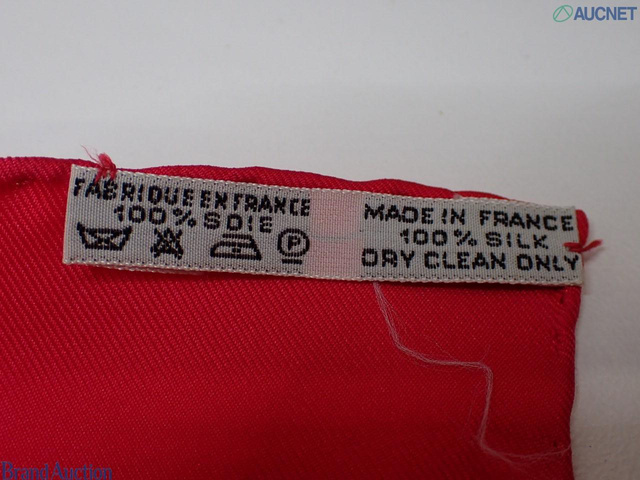 AUCNET
FABRIQUE EN FRANCE
100% SOIE
P
MADE IN FRANCE
100% SILK
DRY CLEAN ONLY
Brand Auction